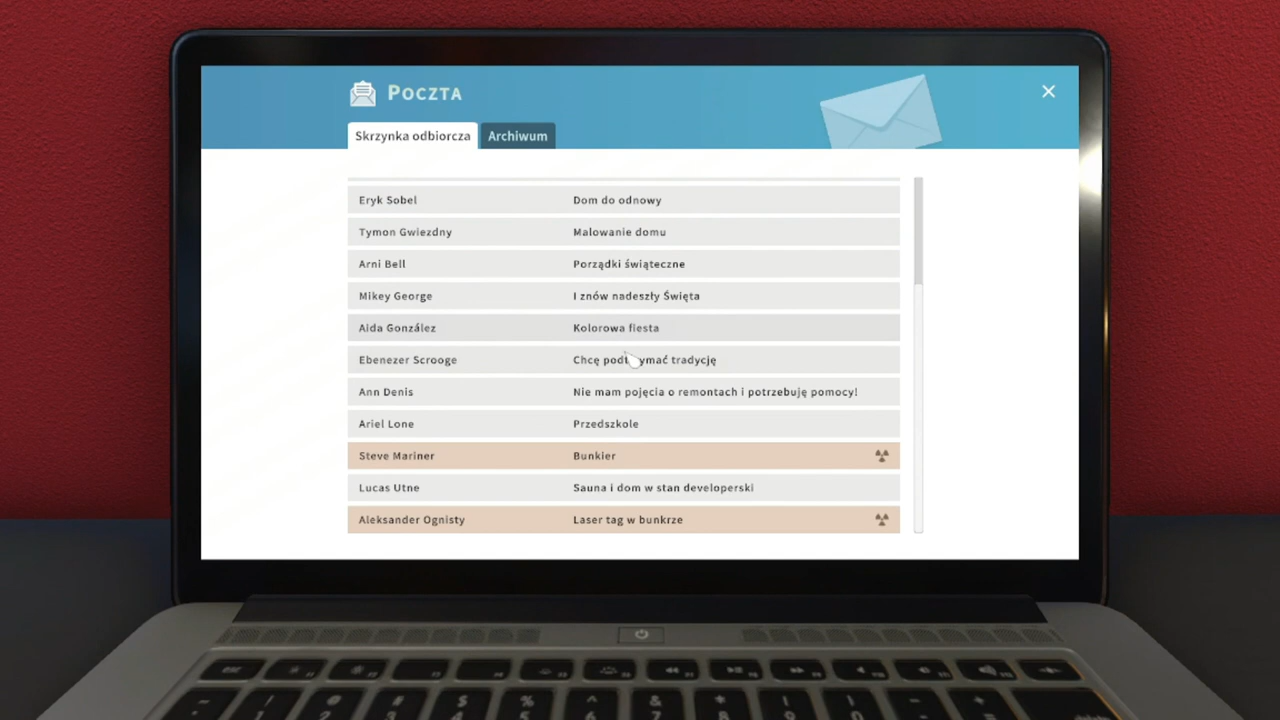 Poczta
Skrzynka odbiorcza Archiwum
Eryk Sobel Dom do odnowy
Tymon Gwiezdny Malowanie domu
Arni Bell Porządki świąteczne
Mikey George I znów nadeszły Święta
Aida González Kolorowa fiesta
Ebenezer Scrooge Chcę podtrzymać tradycję
Ann Denis Nie mam pojęcia o remontach i potrzebuję pomocy!
Ariel Lone Przedszkole
Steve Mariner Bunkier
Lucas Utne Sauna i dom w stan developerski
Aleksander Ognisty Laser tag w bunkrze